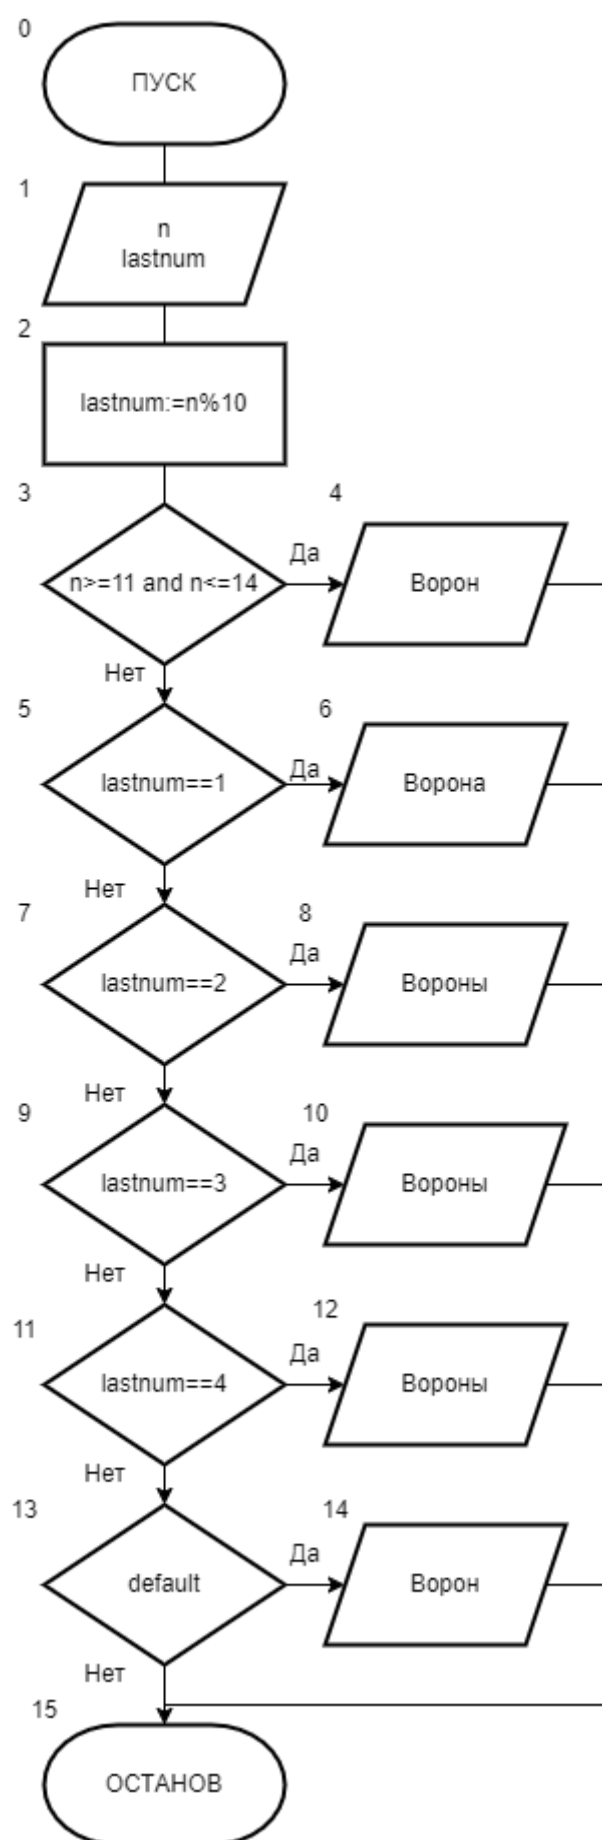 0
ПУСК
1
n
lastnum
2
lastnum:=n%10
3
n>=11 and n<=14
Да
4
Ворон
Нет
5
lastnum==1
Да
6
Ворона
Нет
7
lastnum==2
Да
8
Вороны
Нет
9
lastnum==3
Да
10
Вороны
Нет
11
lastnum==4
Да
12
Вороны
Нет
13
default
Да
14
Ворон
Нет
15
ОСТАНОВ